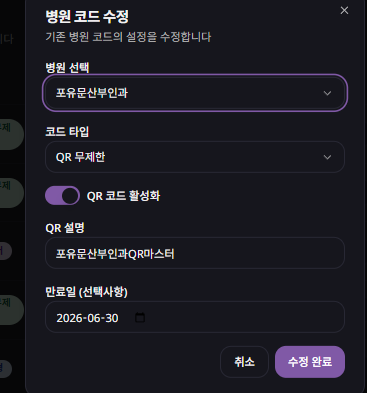 병원 코드 수정
기존 병원 코드의 설정을 수정합니다
병원 선택
포유문산부인과
코드 타입
QR 무제한
QR 코드 활성화
QR 설명
포유문산부인과QR마스터
만료일 (선택사항)
2026-06-30
취소
수정 완료